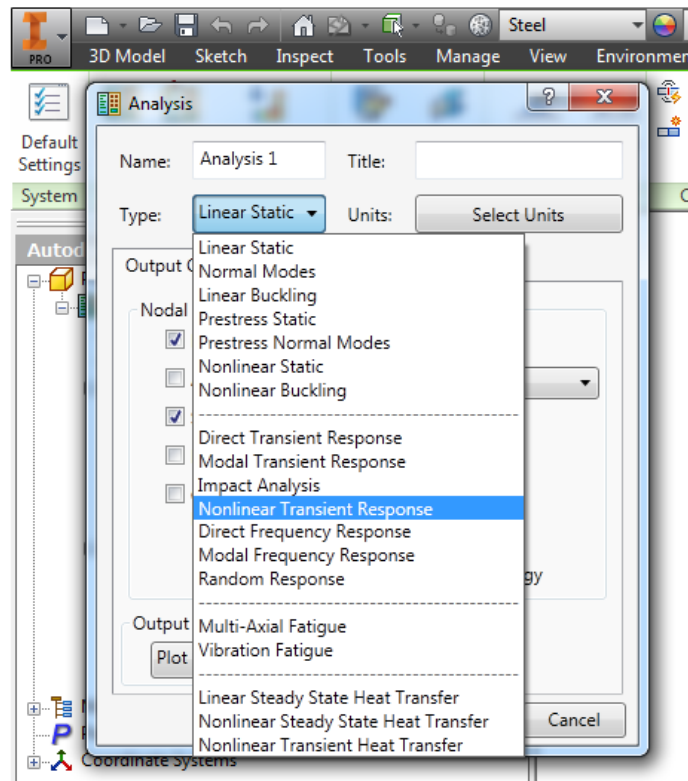 PRO
Steel
3D Model Sketch Inspect Tools Manage View Environmen
Analysis
Default
Settings
System
Name: Analysis 1 Title:
Type: Linear Static Units: Select Units
Autod
Output
Nodal
Linear Static
Normal Modes
Linear Buckling
Prestress Static
Prestress Normal Modes
Nonlinear Static
Nonlinear Buckling
Direct Transient Response
Modal Transient Response
Impact Analysis
Nonlinear Transient Response
Direct Frequency Response
Modal Frequency Response
Random Response
gy
Output
Plot
Multi-Axial Fatigue
Vibration Fatigue
Linear Steady State Heat Transfer
Nonlinear Steady State Heat Transfer
Nonlinear Transient Heat Transfer
Cancel
Coordinate Systems